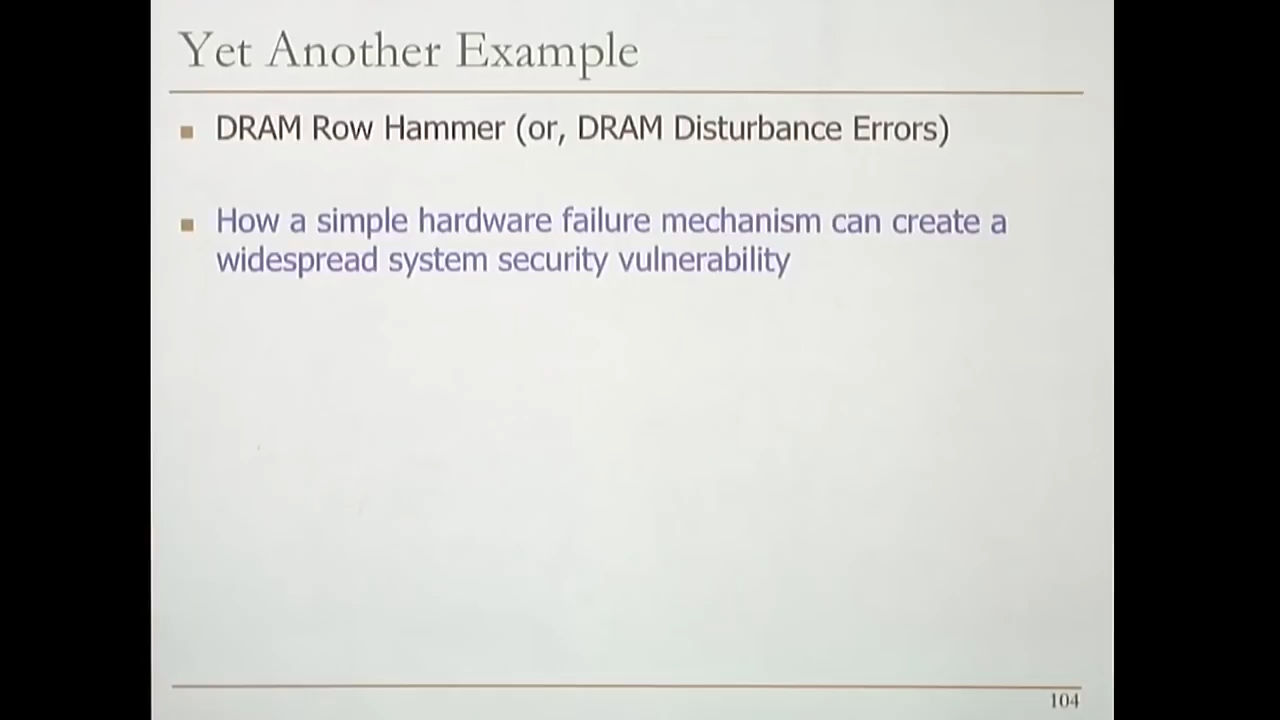 Yet Another Example
DRAM Row Hammer (or, DRAM Disturbance Errors)
How a simple hardware failure mechanism can create a
widespread system security vulnerability
104